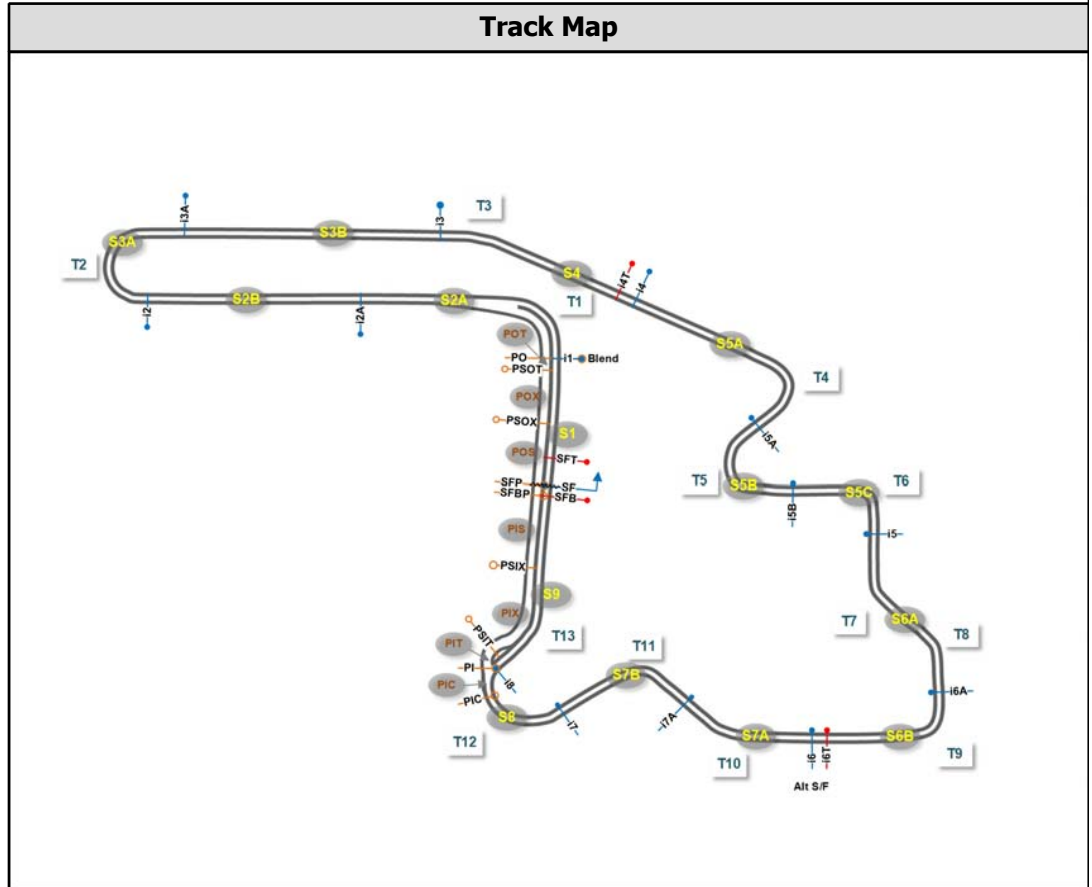 Track Map
i3A
i3
T3
S3B
S3A
T2
S4
i4T
i4
T1
i2
S2B
i2A
S2A
POT
PO
i1
Blend
PSOT
S5A
T4
POX
PSOX
S1
i5A
POS
SFT
SFP
SF
SFBP
SFB
T5
S5B
i5B
S5C
T6
PIS
i5
PSIX
S9
PIX
T7
S6A
T8
PSIT
T13
PIT
PI
T11
S7B
i8
PIC
PIC
i6A
i7A
S8
i7
T12
S7A
S6B
T10
i6
i6T
T9
Alt S/F